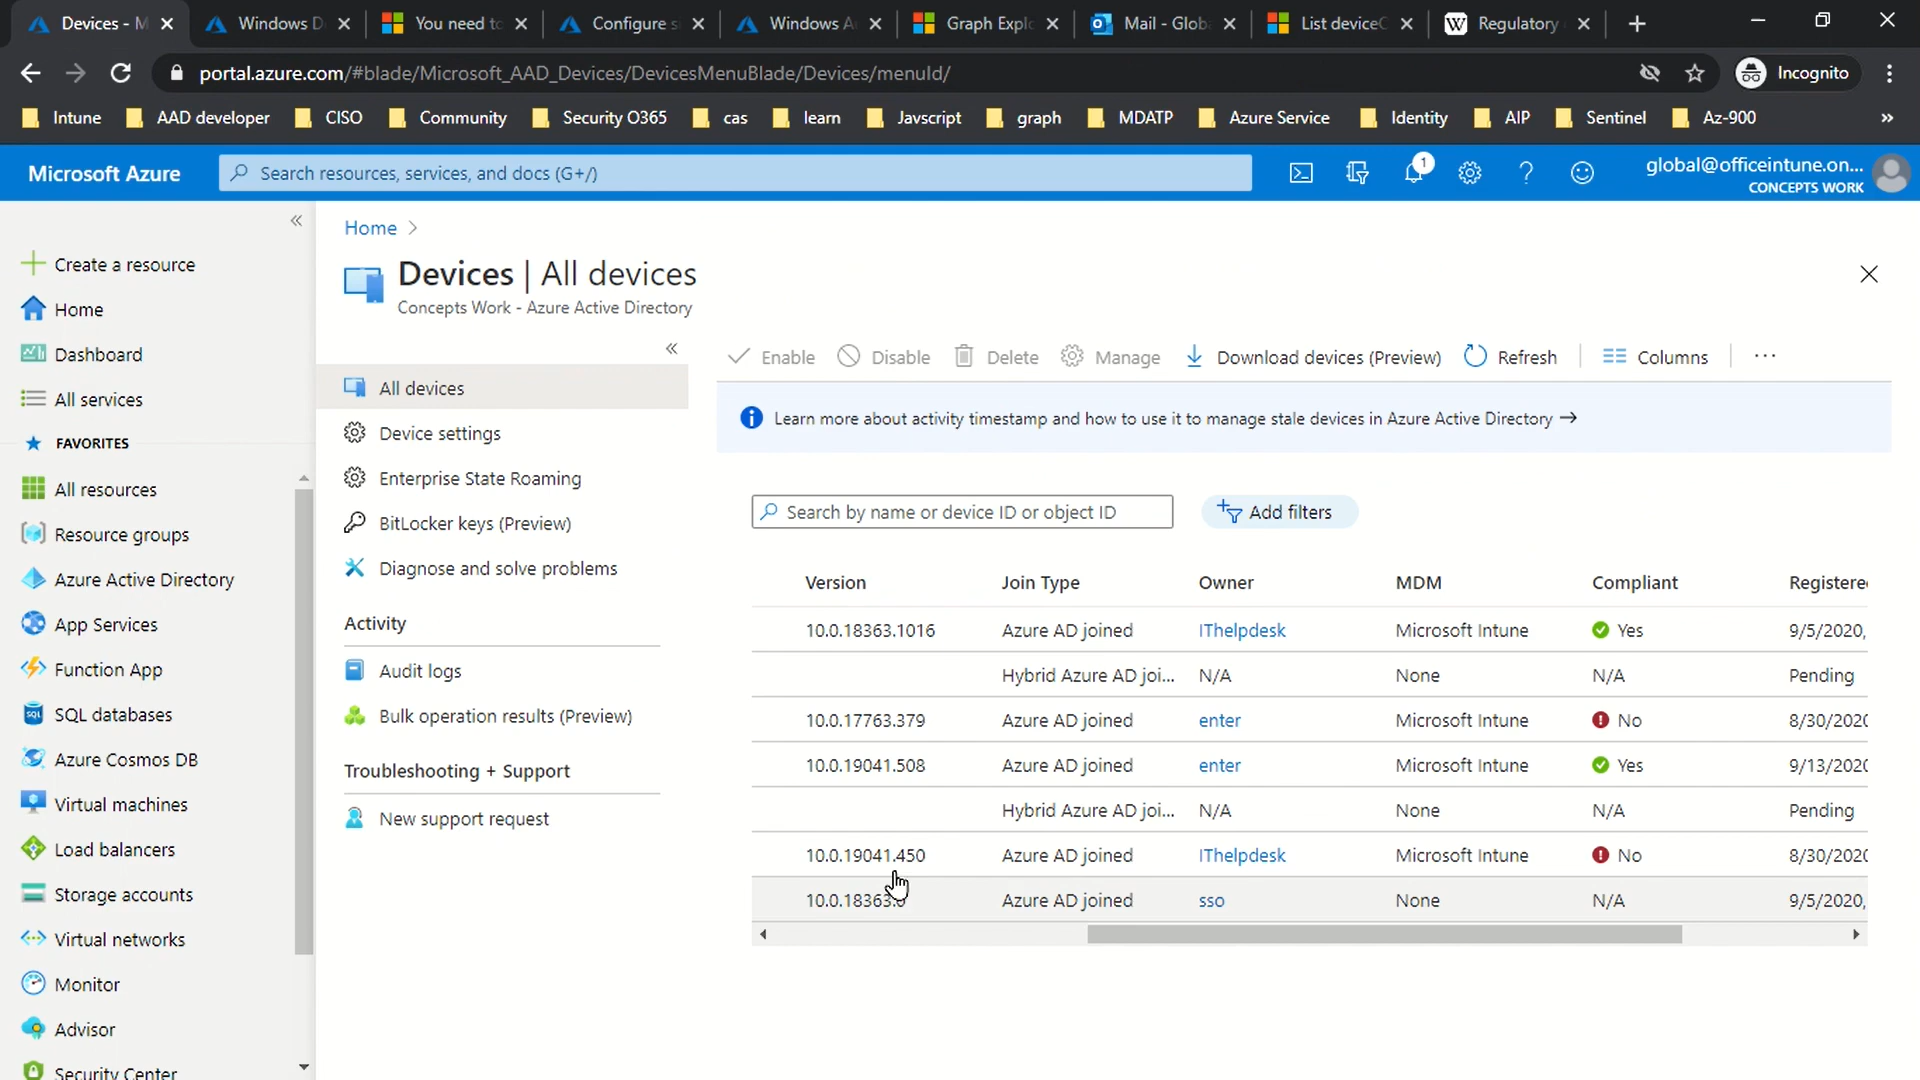 Devices - M
Windows D
You need to
Configure s
Windows A
Graph Expl
Mail - Glob
List deviceC
Regulatory
portal.azure.com/#blade/Microsoft_AAD_Devices/DevicesMenuBlade/Devices/menuId/
Incognito
Intune
AAD developer
CISO
Community
Security O365
cas
learn
Javscript
graph
MDATP
Azure Service
Identity
AIP
Sentinel
Az-900
»
Microsoft Azure
Search resources, services, and docs (G+/)
1
global@officeintune.on...
CONCEPTS WORK
Create a resource
Home
Dashboard
All services
FAVORITES
All resources
Resource groups
Azure Active Directory
App Services
Function App
SQL databases
Azure Cosmos DB
Virtual machines
Load balancers
Storage accounts
Virtual networks
Monitor
Advisor
Security Center
Home >
Devices | All devices
Concepts Work - Azure Active Directory
All devices
Device settings
Enterprise State Roaming
BitLocker keys (Preview)
Diagnose and solve problems
Activity
Audit logs
Bulk operation results (Preview)
Troubleshooting + Support
New support request
Enable Disable Delete Manage Download devices (Preview) Refresh Columns ...
Learn more about activity timestamp and how to use it to manage stale devices in Azure Active Directory →
Search by name or device ID or object ID
Add filters
Version Join Type Owner MDM Compliant Registere
10.0.18363.1016 Azure AD joined IThelpdesk Microsoft Intune Yes 9/5/2020,
Hybrid Azure AD joi... N/A None N/A Pending
10.0.17763.379 Azure AD joined enter Microsoft Intune No 8/30/2020
10.0.19041.508 Azure AD joined enter Microsoft Intune Yes 9/13/2020
Hybrid Azure AD joi... N/A None N/A Pending
10.0.19041.450 Azure AD joined IThelpdesk Microsoft Intune No 8/30/2020
10.0.18363.0 Azure AD joined sso None N/A 9/5/2020,